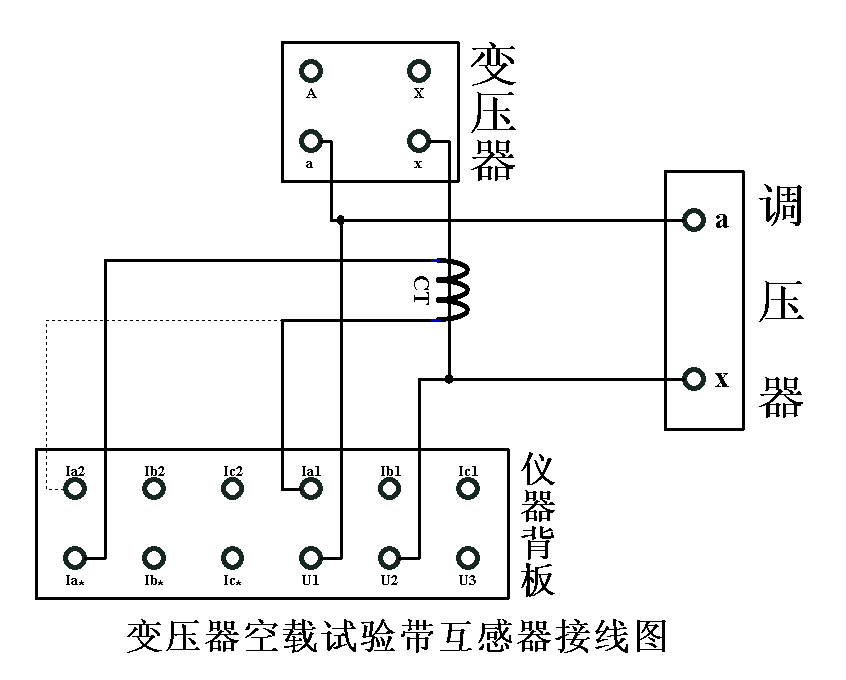 变压器
A X
a x
调压器
a
x
CT
仪器背板
Ia2 Ib2 Ic2 Ia1 Ib1 Ic1
Ia* Ib* Ic* U1 U2 U3
变压器空载试验带互感器接线图